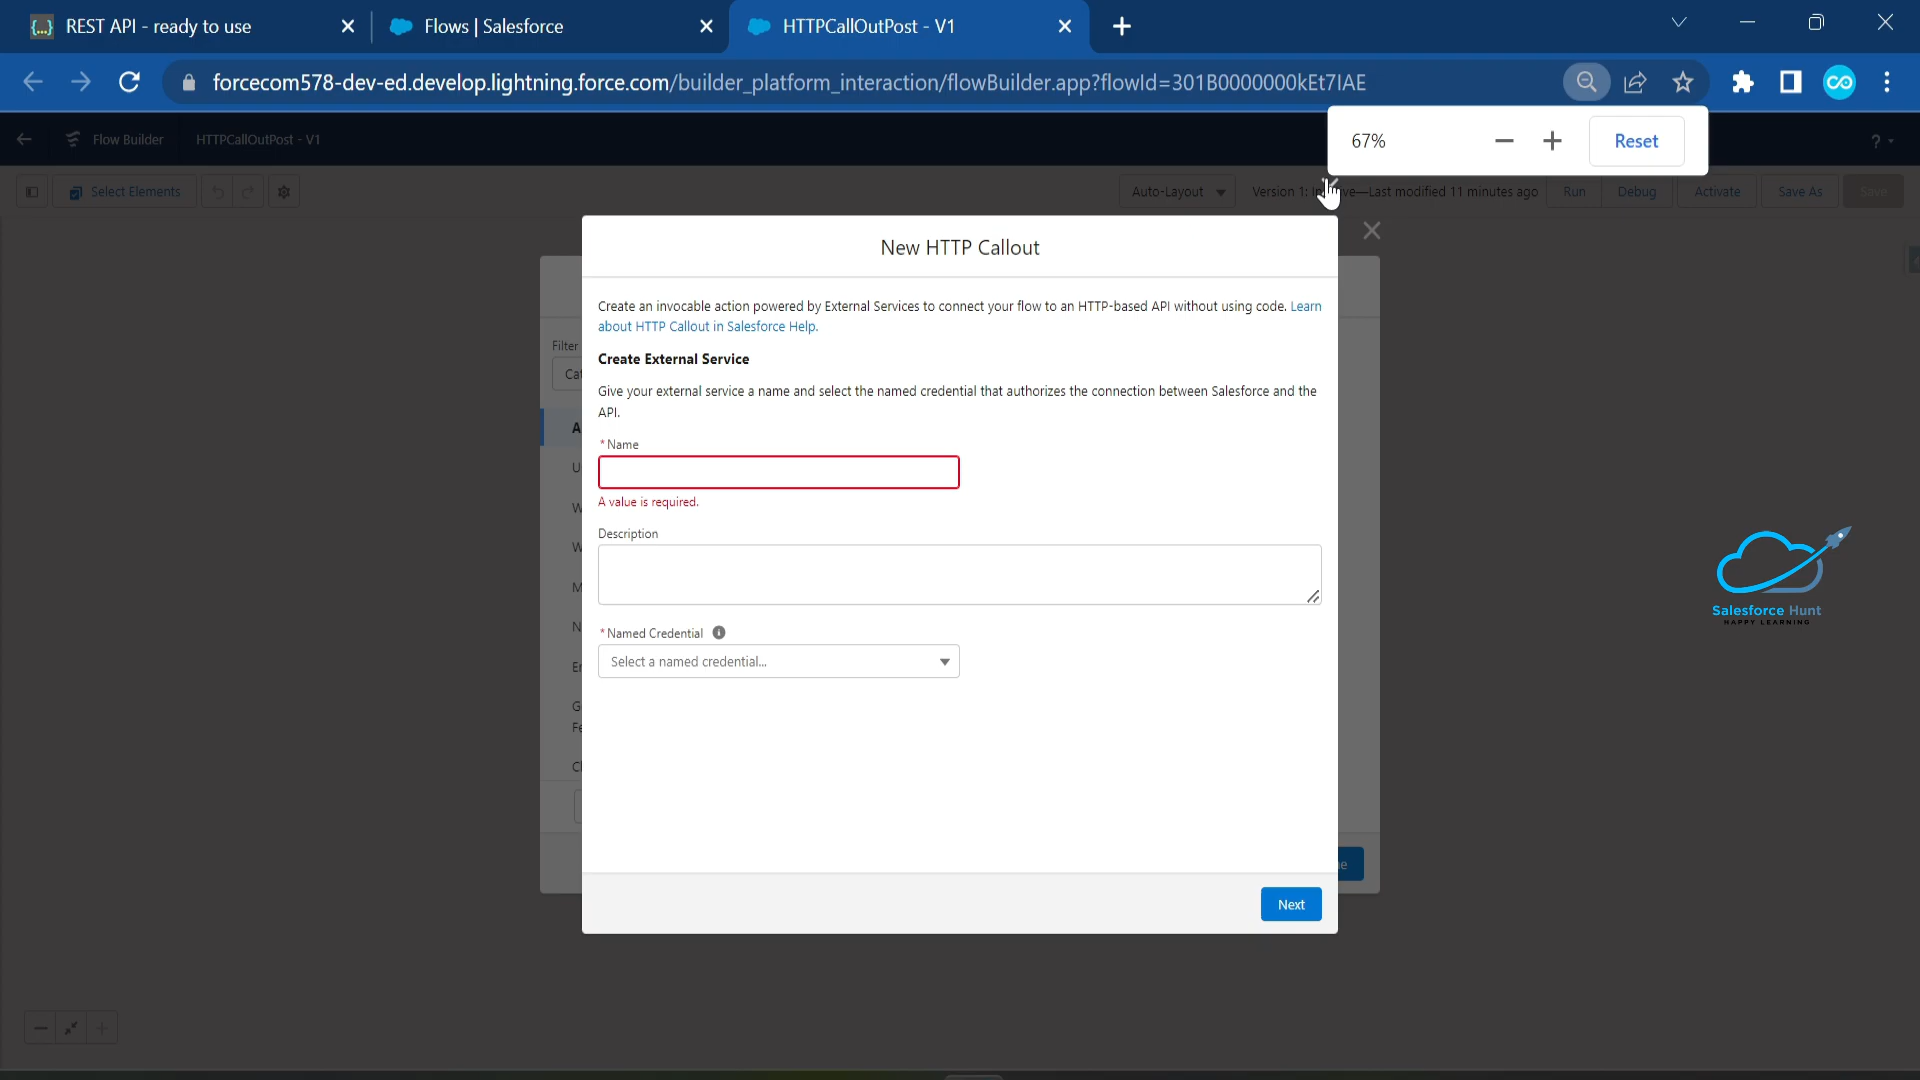 REST API - ready to use
Flows | Salesforce
HTTPCallOutPost - V1
forcecom578-dev-ed.develop.lightning.force.com/builder_platform_interaction/flowBuilder.app?flowId=301B0000000kEt7IAE
67%
Reset
Flow Builder
HTTPCallOutPost - V1
?
Select Elements
Auto-Layout
Version 1: —Last modified 11 minutes ago
Run
Debug
Activate
Save As
Save
New HTTP Callout
Create an invocable action powered by External Services to connect your flow to an HTTP-based API without using code. Learn
about HTTP Callout in Salesforce Help.
Filter
Create External Service
Give your external service a name and select the named credential that authorizes the connection between Salesforce and the
API.
* Name
A value is required.
Description
* Named Credential
Select a named credential...
Next
Salesforce Hunt
HAPPY LEARNING